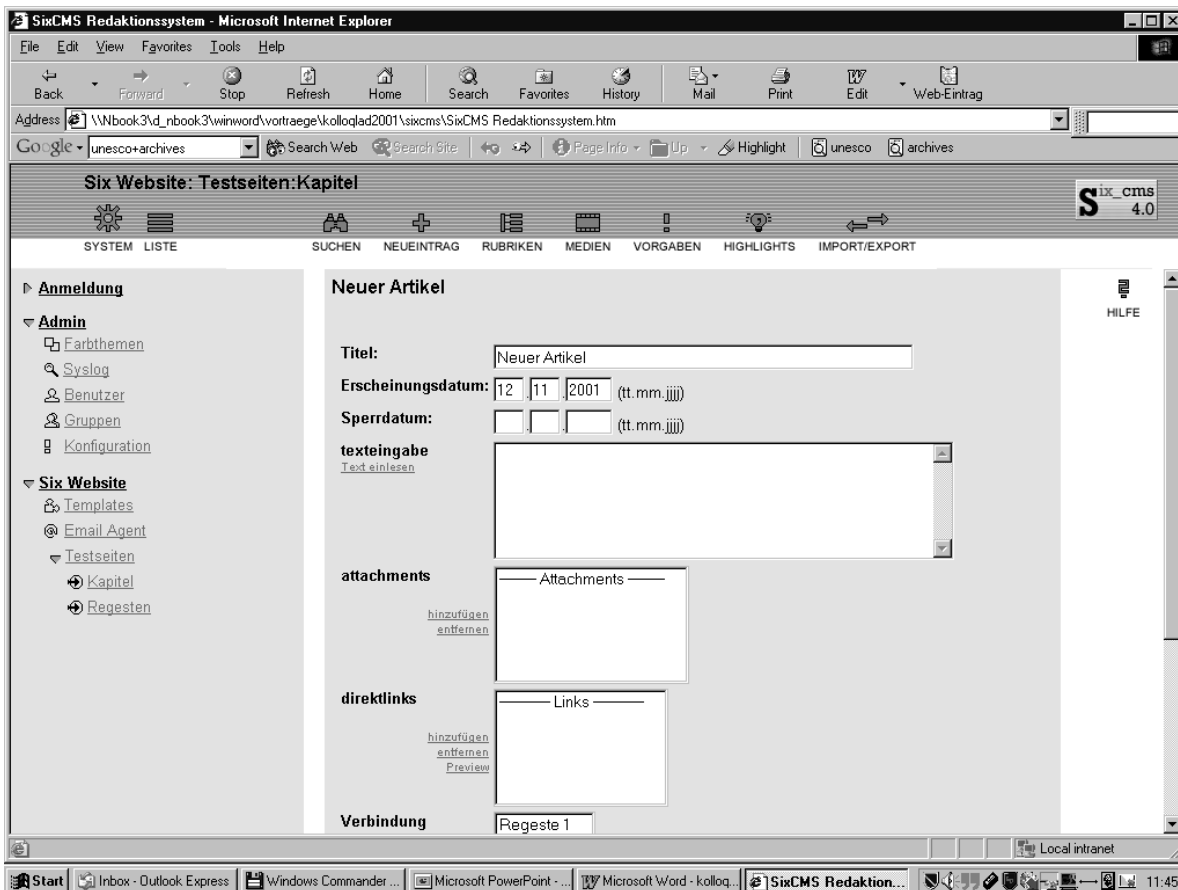 SixCMS Redaktionssystem - Microsoft Internet Explorer
File Edit View Favorites Tools Help
Back Forward Stop Refresh Home Search Favorites History Mail Print Edit Web-Eintrag
Address \\Nbook3\d_nbook3\winword\vortraege\kolloqlad2001\sixcms\SixCMS Redaktionssystem.htm
Google unesco+archives Search Web Search Site Page Info Up Highlight unesco archives
Six Website: Testseiten:Kapitel
Six_cms
4.0
SYSTEM LISTE SUCHEN NEUEINTRAG RUBRIKEN MEDIEN VORGABEN HIGHLIGHTS IMPORT/EXPORT
Anmeldung
Admin
Farbthemen
Syslog
Benutzer
Gruppen
Konfiguration
Six Website
Templates
Email Agent
Testseiten
Kapitel
Regesten
Neuer Artikel
HILFE
Titel: Neuer Artikel
Erscheinungsdatum: 12 . 11 . 2001 (tt.mm.jjjj)
Sperrdatum: . . (tt.mm.jjjj)
texteingabe
Text einlesen
attachments
Attachments
hinzufügen
entfernen
direktlinks
Links
hinzufügen
entfernen
Preview
Verbindung Regeste 1
Local intranet
Start Inbox - Outlook Express Windows Commander ... Microsoft PowerPoint - ... Microsoft Word - kolloq... SixCMS Redaktion... 11:45